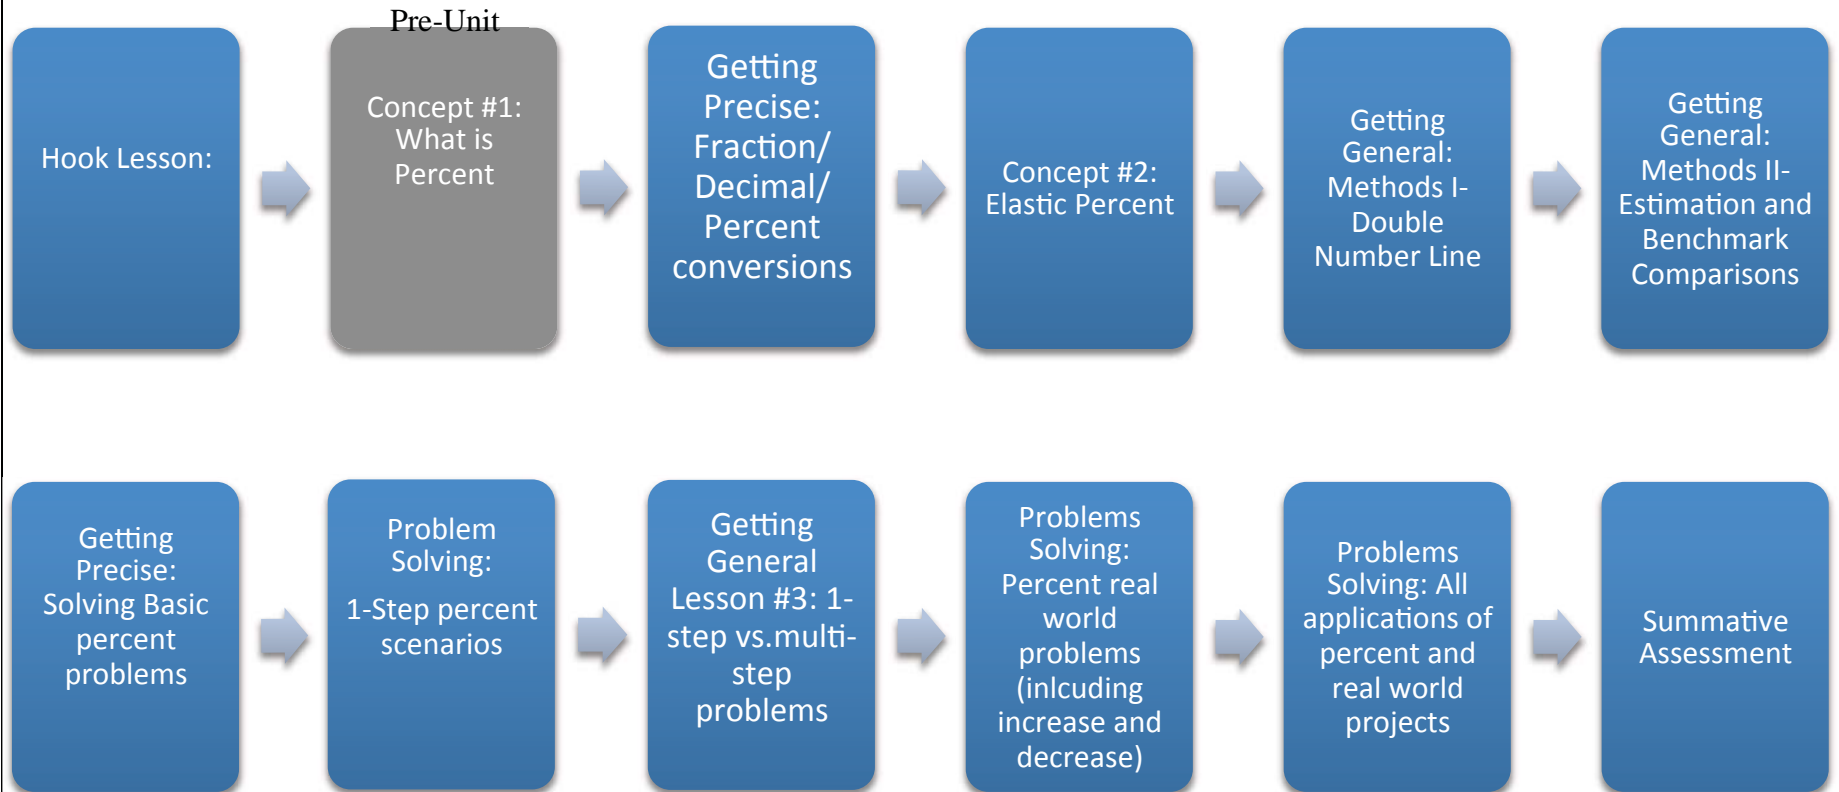 Pre-Unit
Hook Lesson:
Concept #1:
What is
Percent
Getting
Precise:
Fraction/
Decimal/
Percent
conversions
Concept #2:
Elastic Percent
Getting
General:
Methods I-
Double
Number Line
Getting
General:
Methods II-
Estimation and
Benchmark
Comparisons
Getting
Precise:
Solving Basic
percent
problems
Problem
Solving:
1-Step percent
scenarios
Getting
General
Lesson #3: 1-
step vs.multi-
step
problems
Problems
Solving:
Percent real
world
problems
(inlcuding
increase and
decrease)
Problems
Solving: All
applications of
percent and
real world
projects
Summative
Assessment